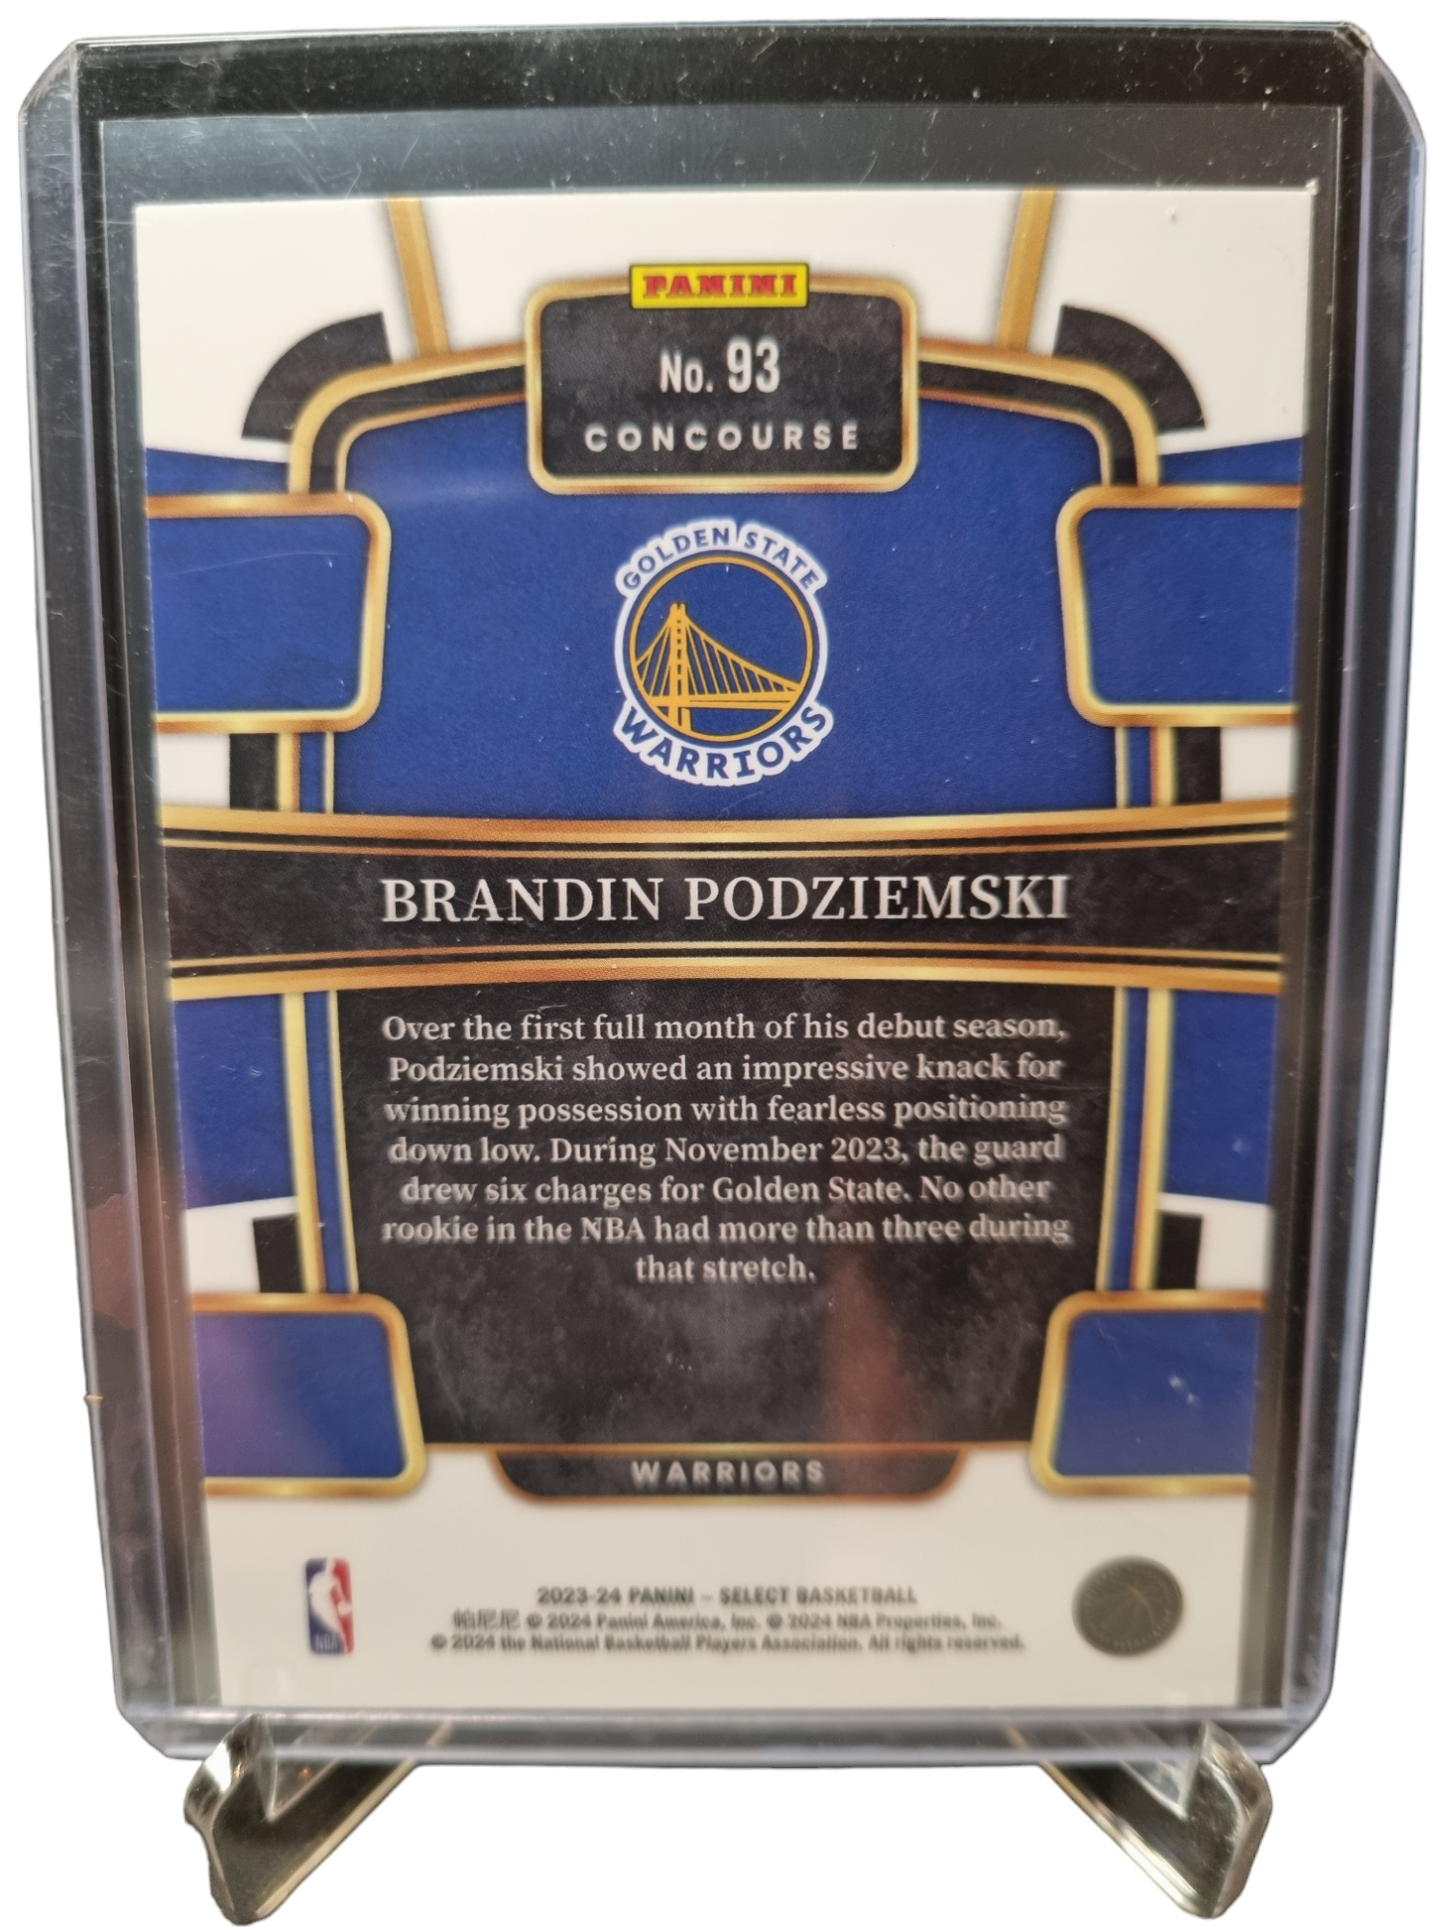 PANINI
No. 93
CONCOURSE
GOLDEN STATE
WARRIORS
BRANDIN PODZIEMSKI
Over the first full month of his debut season,
Podziemski showed an impressive knack for
winning possession with fearless positioning
down low. During November 2023, the guard
drew six charges for Golden State. No other
rookie in the NBA had more than three during
that stretch.
WARRIORS
NBA
2023-24 PANINI – SELECT BASKETBALL
帕尼尼 © 2024 Panini America, Inc. © 2024 NBA Properties, Inc.
© 2024 the National Basketball Players Association. All rights reserved.